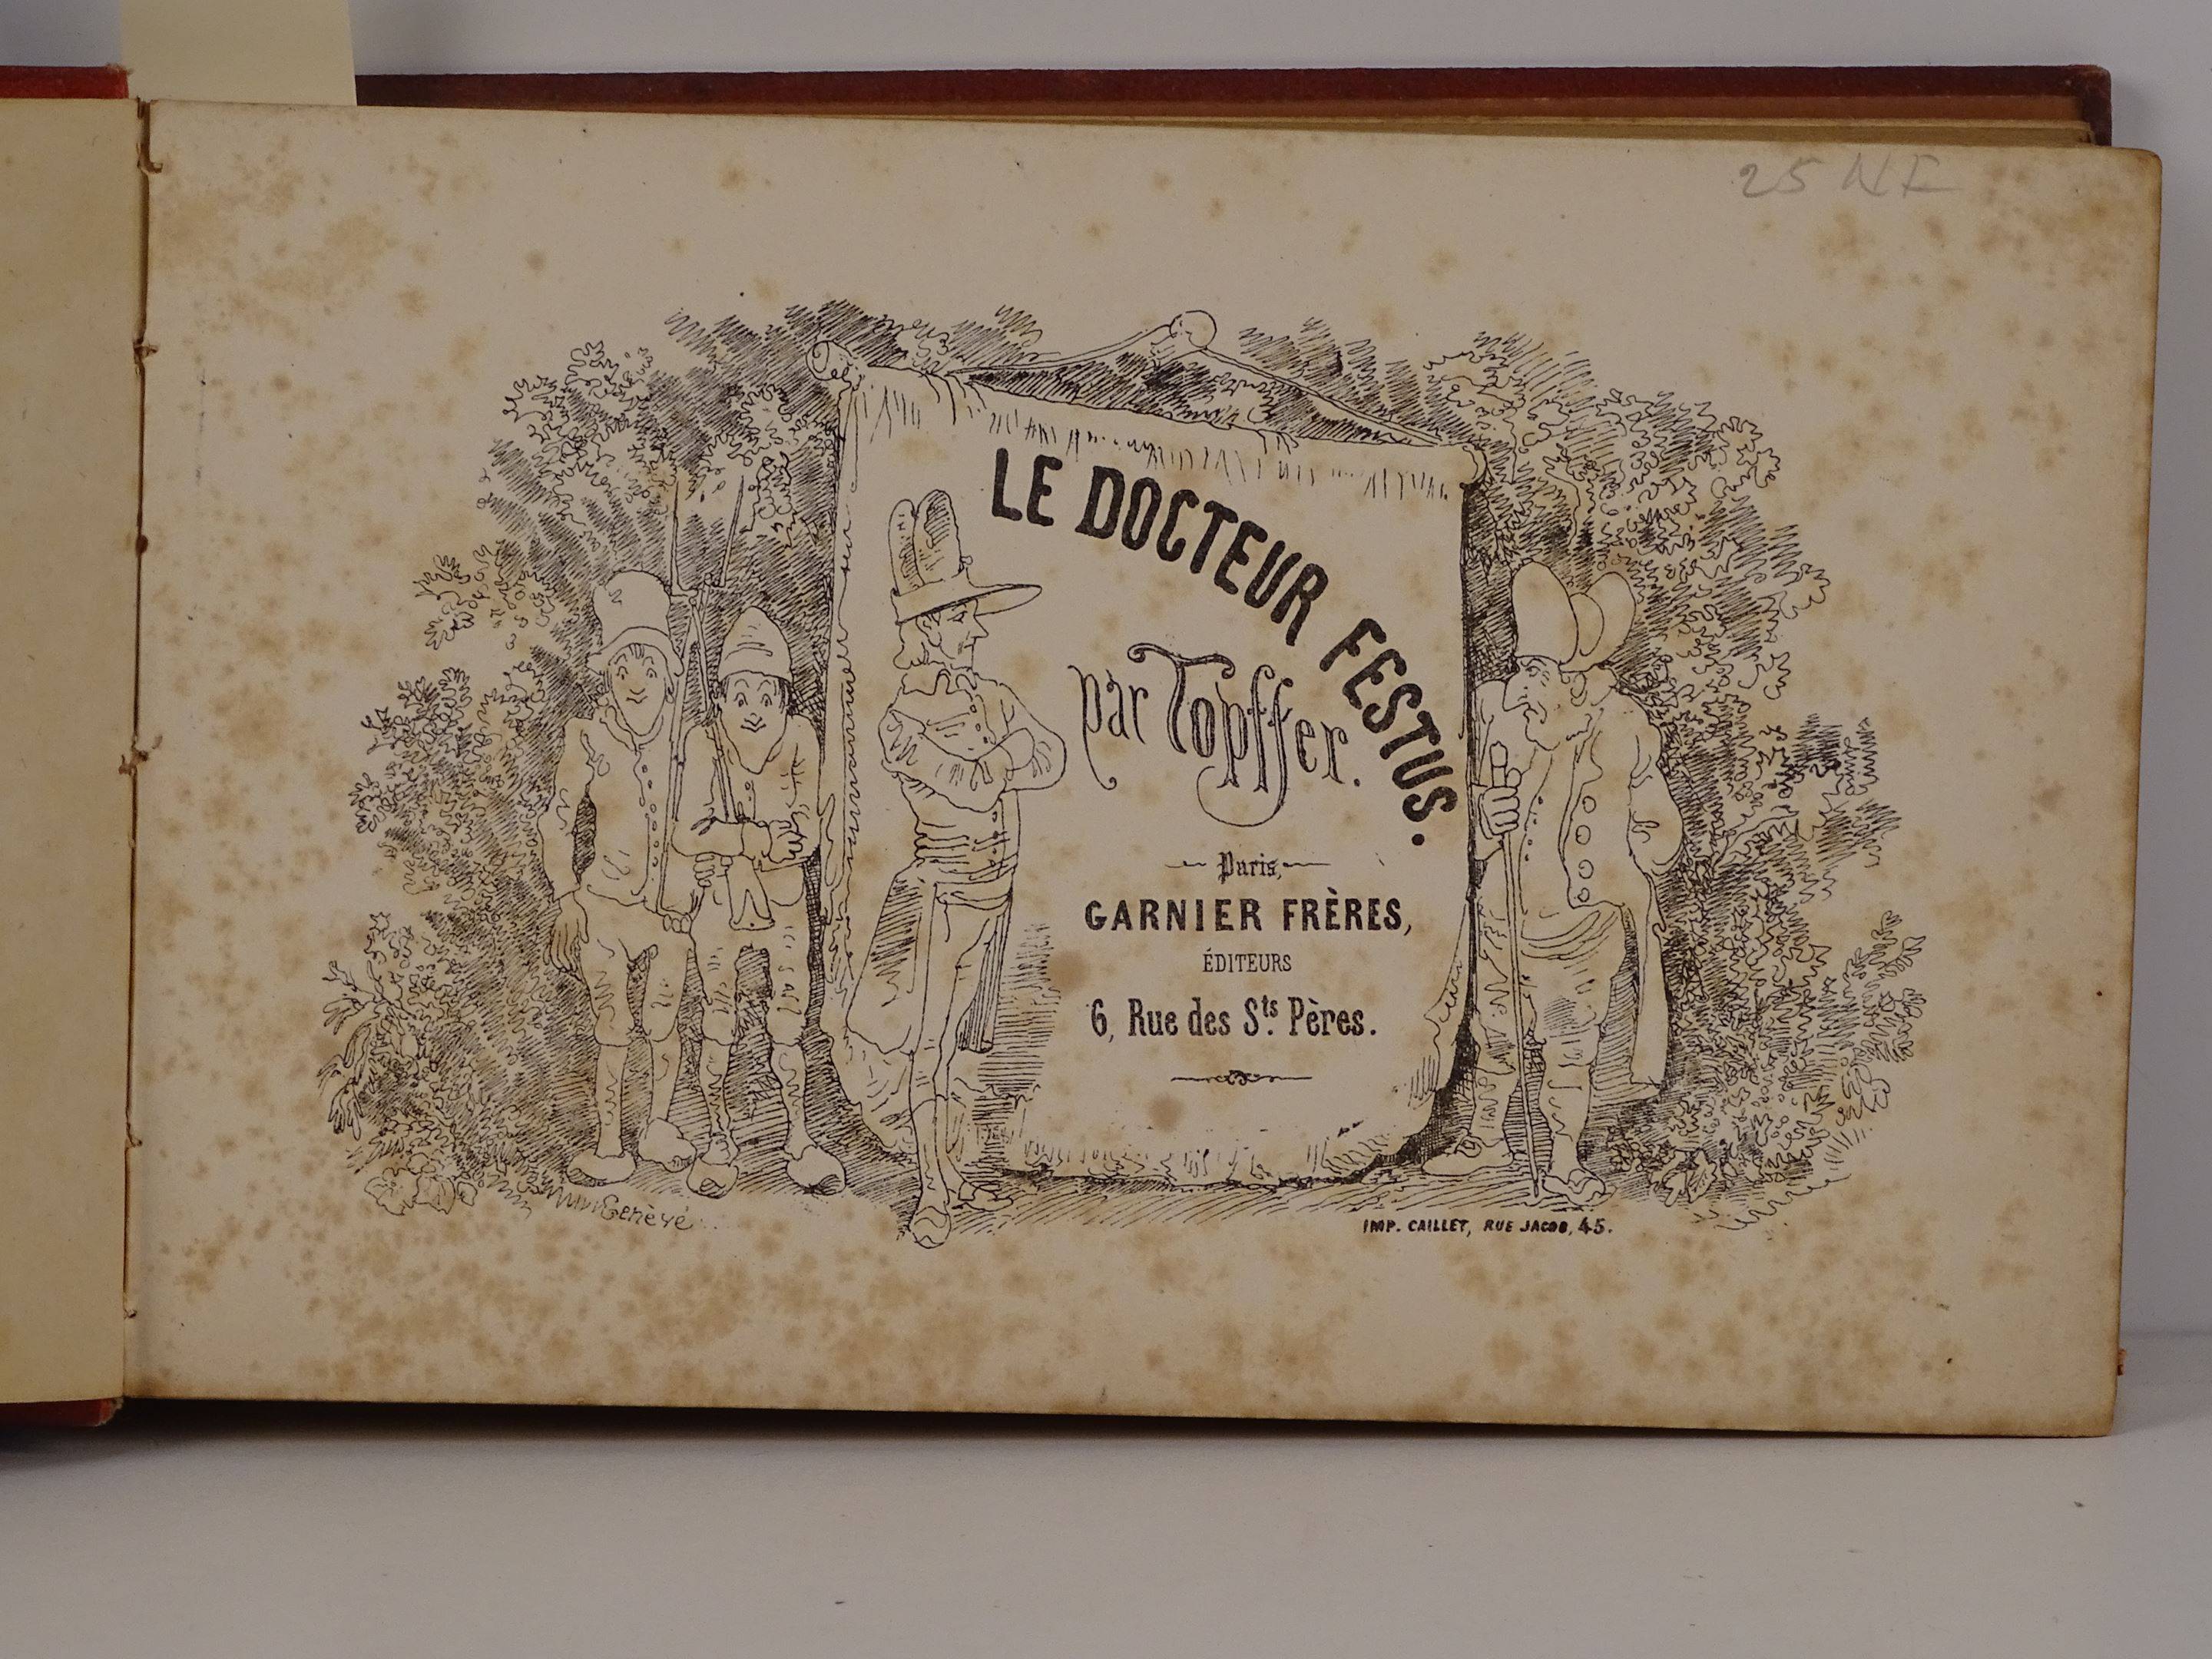 25 NF
LE DOCTEUR FESTUS.
par Töpffer.
Paris,
GARNIER FRÈRES,
ÉDITEURS
6, Rue des Sts. Pères.
Genève
IMP. CAILLET, RUE JACOB, 45.